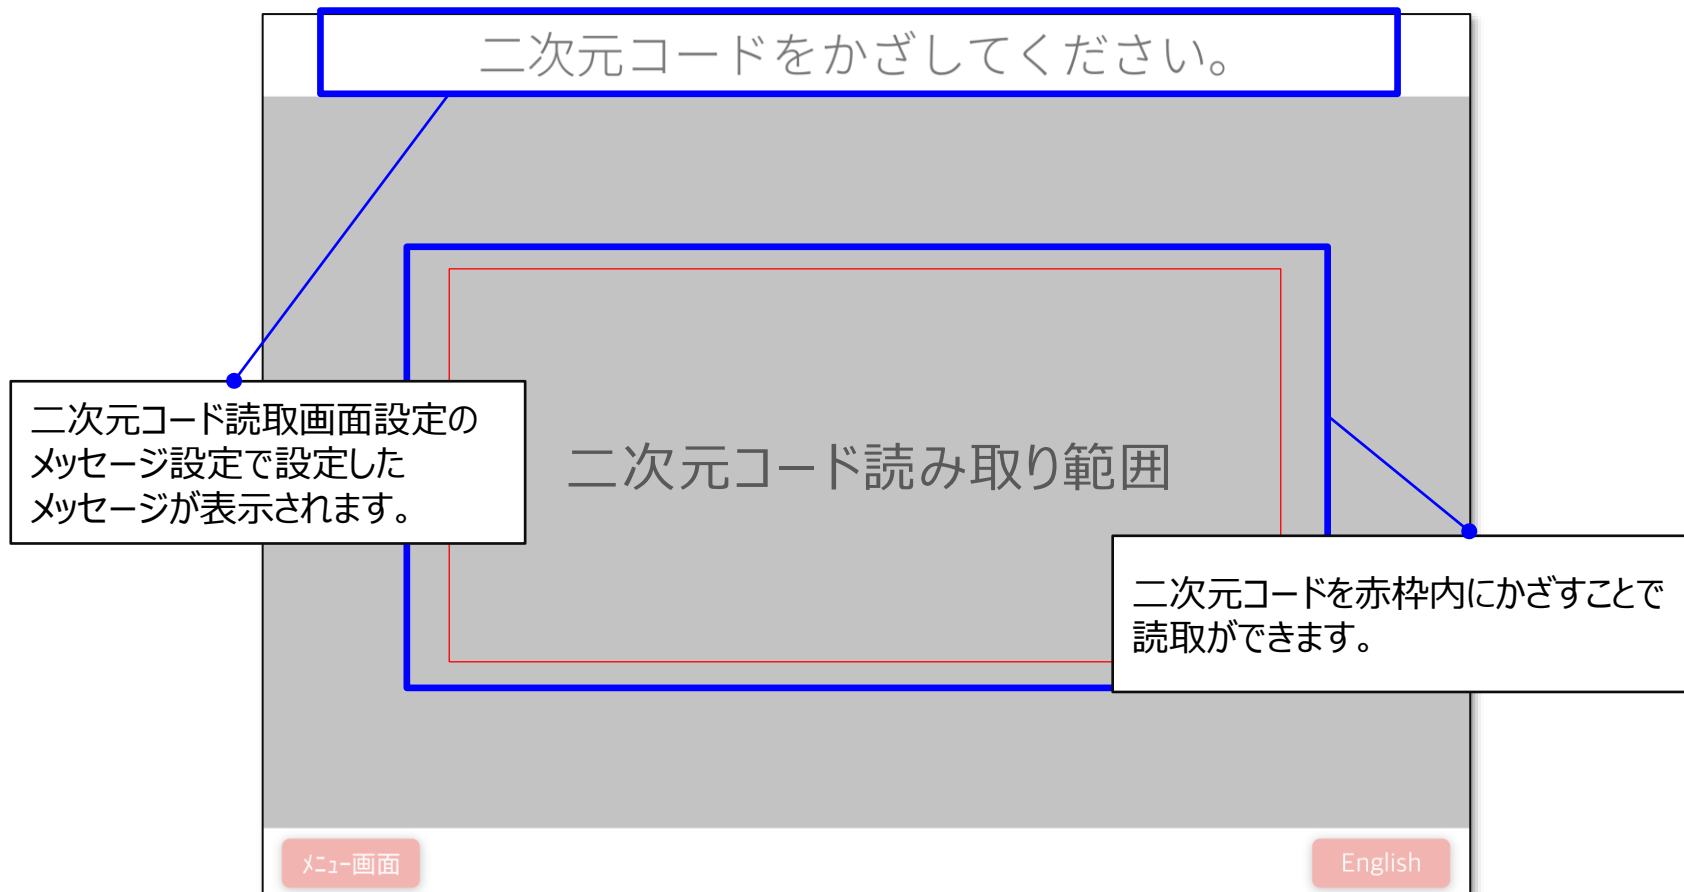 二次元コードをかざしてください。
二次元コード読取画面設定の
メッセージ設定で設定した
メッセージが表示されます。
二次元コード読み取り範囲
二次元コードを赤枠内にかざすことで
読取ができます。
ﾒﾆｭｰ画面
English